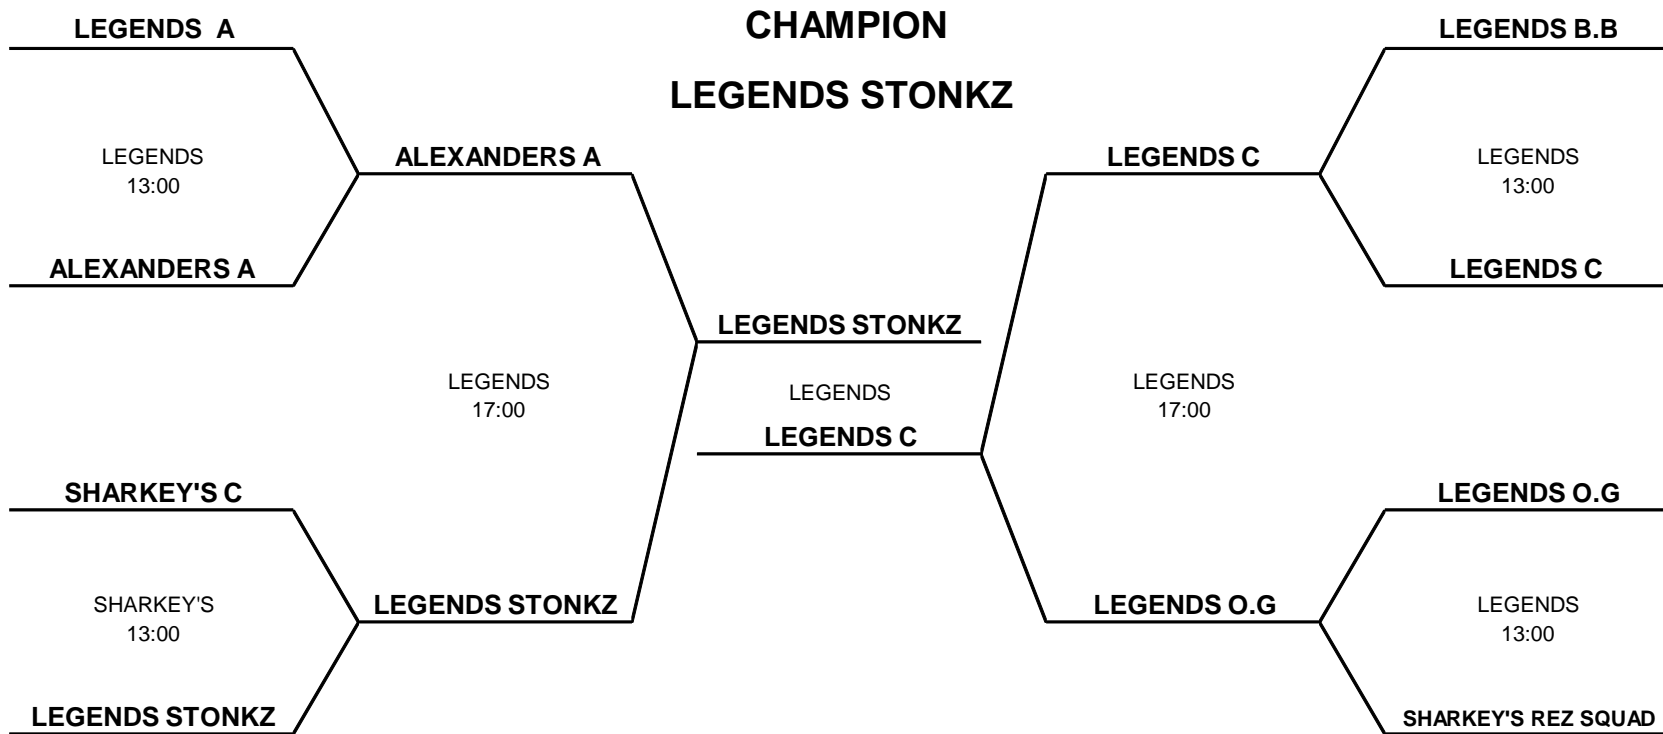 LEGENDS A
CHAMPION
LEGENDS B.B
LEGENDS STONKZ
LEGENDS
13:00
ALEXANDERS A
LEGENDS C
LEGENDS
13:00
ALEXANDERS A
LEGENDS C
LEGENDS STONKZ
LEGENDS
17:00
LEGENDS
LEGENDS
17:00
LEGENDS C
SHARKEY'S C
LEGENDS O.G
SHARKEY'S
13:00
LEGENDS STONKZ
LEGENDS O.G
LEGENDS
13:00
LEGENDS STONKZ
SHARKEY'S REZ SQUAD